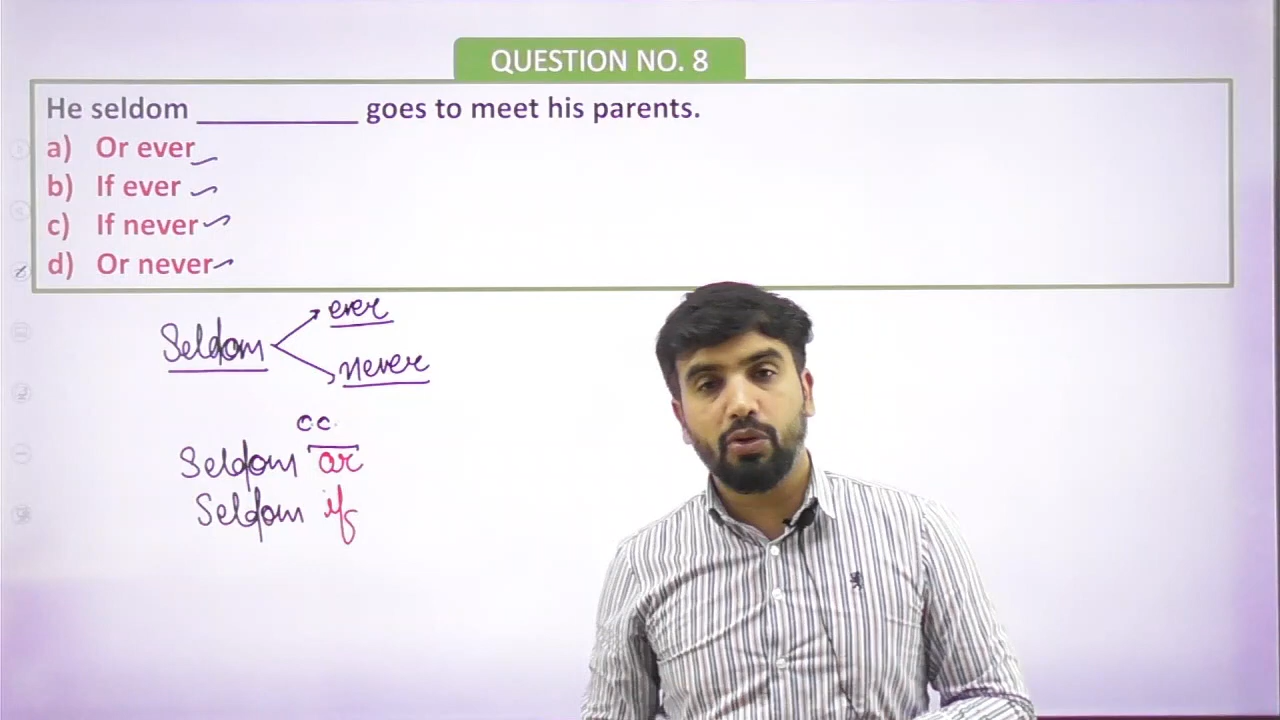 QUESTION NO. 8
He seldom __________ goes to meet his parents.
a) Or ever
b) If ever
c) If never
d) Or never
Seldom
ever
never
CC.
Seldom or
Seldom if